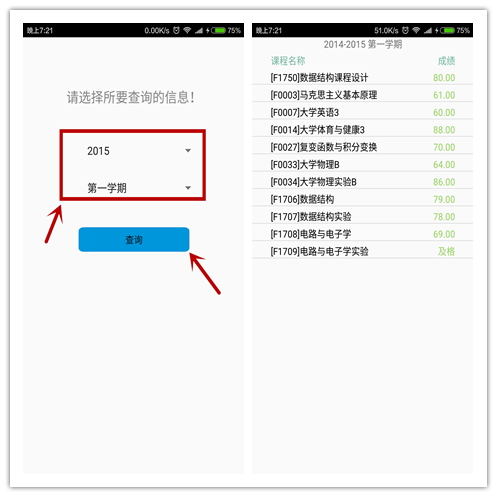 晚上7:21
0.00K/s
75%
请选择所要查询的信息!
2015
第一学期
查询
晚上7:21
51.0K/s
75%
2014-2015 第一学期
课程名称 成绩
[F1750]数据结构课程设计 80.00
[F0003]马克思主义基本原理 61.00
[F0007]大学英语3 60.00
[F0014]大学体育与健康3 88.00
[F0027]复变函数与积分变换 70.00
[F0033]大学物理B 64.00
[F0034]大学物理实验B 86.00
[F1706]数据结构 79.00
[F1707]数据结构实验 78.00
[F1708]电路与电子学 69.00
[F1709]电路与电子学实验 及格